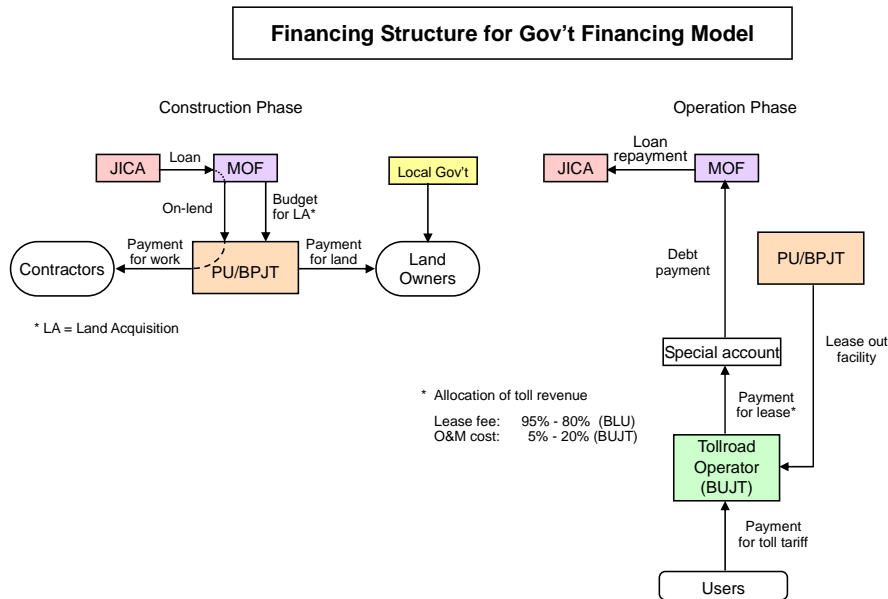 Financing Structure for Gov't Financing Model
Construction Phase
JICA
Loan
MOF
On-lend
Budget
for LA*
Local Gov't
Contractors
Payment
for work
PU/BPJT
Payment
for land
Land
Owners
* LA = Land Acquisition
Operation Phase
JICA
Loan
repayment
MOF
Debt
payment
PU/BPJT
Special account
Lease out
facility
* Allocation of toll revenue
Lease fee: 95% - 80% (BLU)
O&M cost: 5% - 20% (BUJT)
Payment
for lease*
Tollroad
Operator
(BUJT)
Payment
for toll tariff
Users